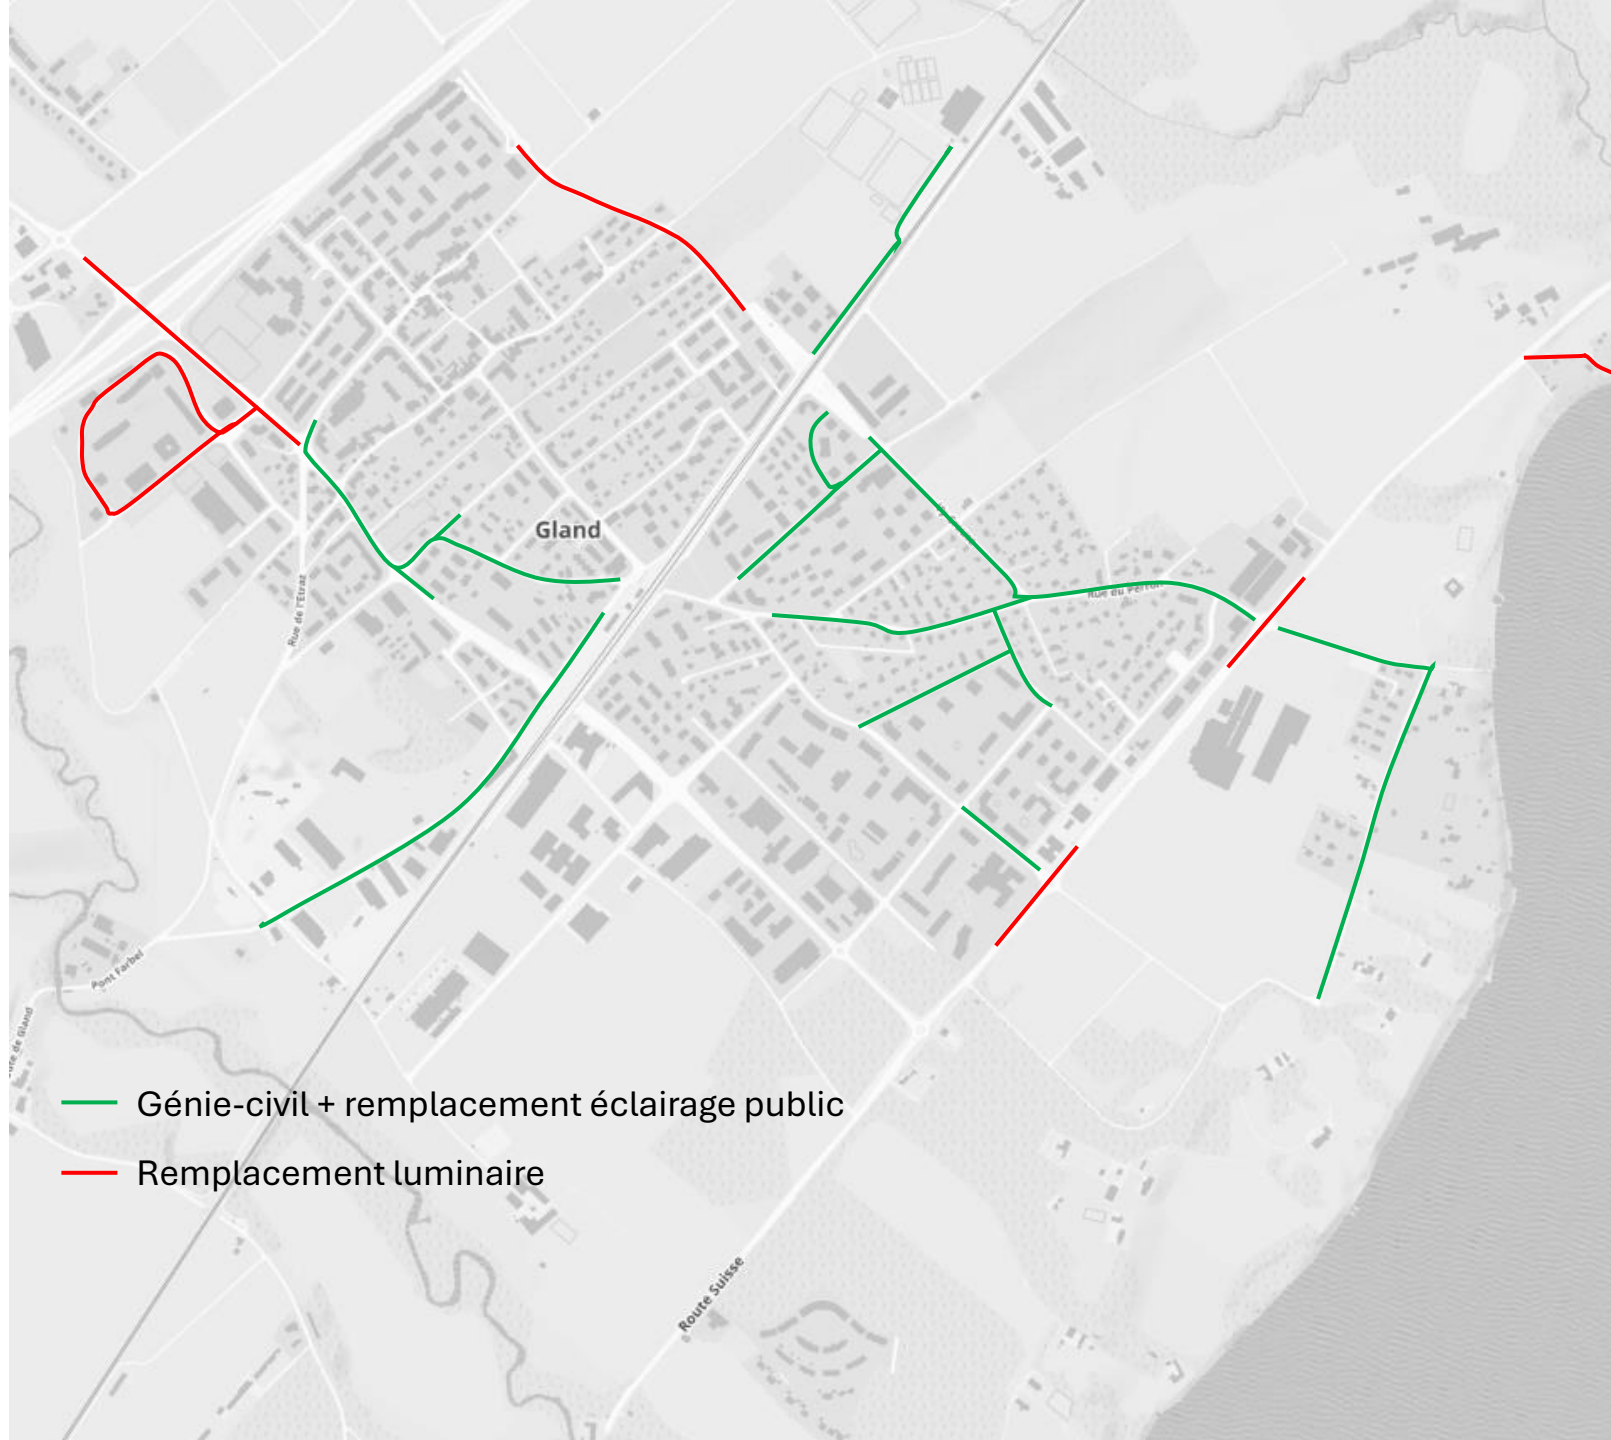 Gland
Rue du Perron
Rue de l'Etraz
Pont Farbel
Génie-civil + remplacement éclairage public
Remplacement luminaire
Route Suisse